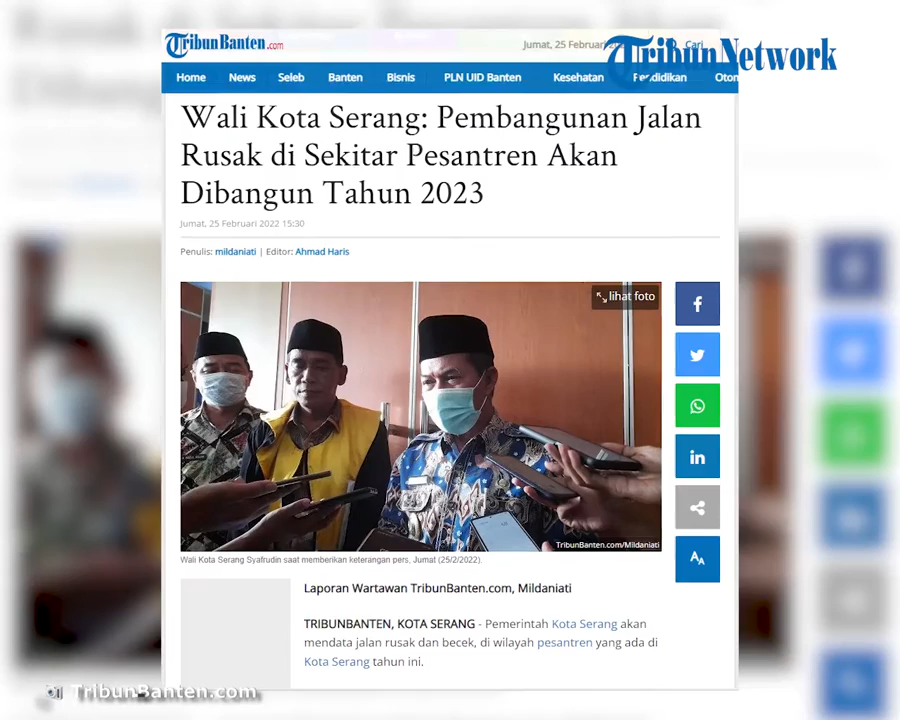 TribunBanten.com
Jumat, 25 Februari
Cari
TribunNetwork
Home News Seleb Banten Bisnis PLN UID Banten Kesehatan Pendidikan Otom
Wali Kota Serang: Pembangunan Jalan
Rusak di Sekitar Pesantren Akan
Dibangun Tahun 2023
Jumat, 25 Februari 2022 15:30
Penulis: mildaniati | Editor: Ahmad Haris
lihat foto
TribunBanten.com/Mildaniati
Wali Kota Serang Syafrudin saat memberikan keterangan pers, Jumat (25/2/2022).
Laporan Wartawan TribunBanten.com, Mildaniati
TRIBUNBANTEN, KOTA SERANG - Pemerintah Kota Serang akan
mendata jalan rusak dan becek, di wilayah pesantren yang ada di
Kota Serang tahun ini.
TribunBanten.com